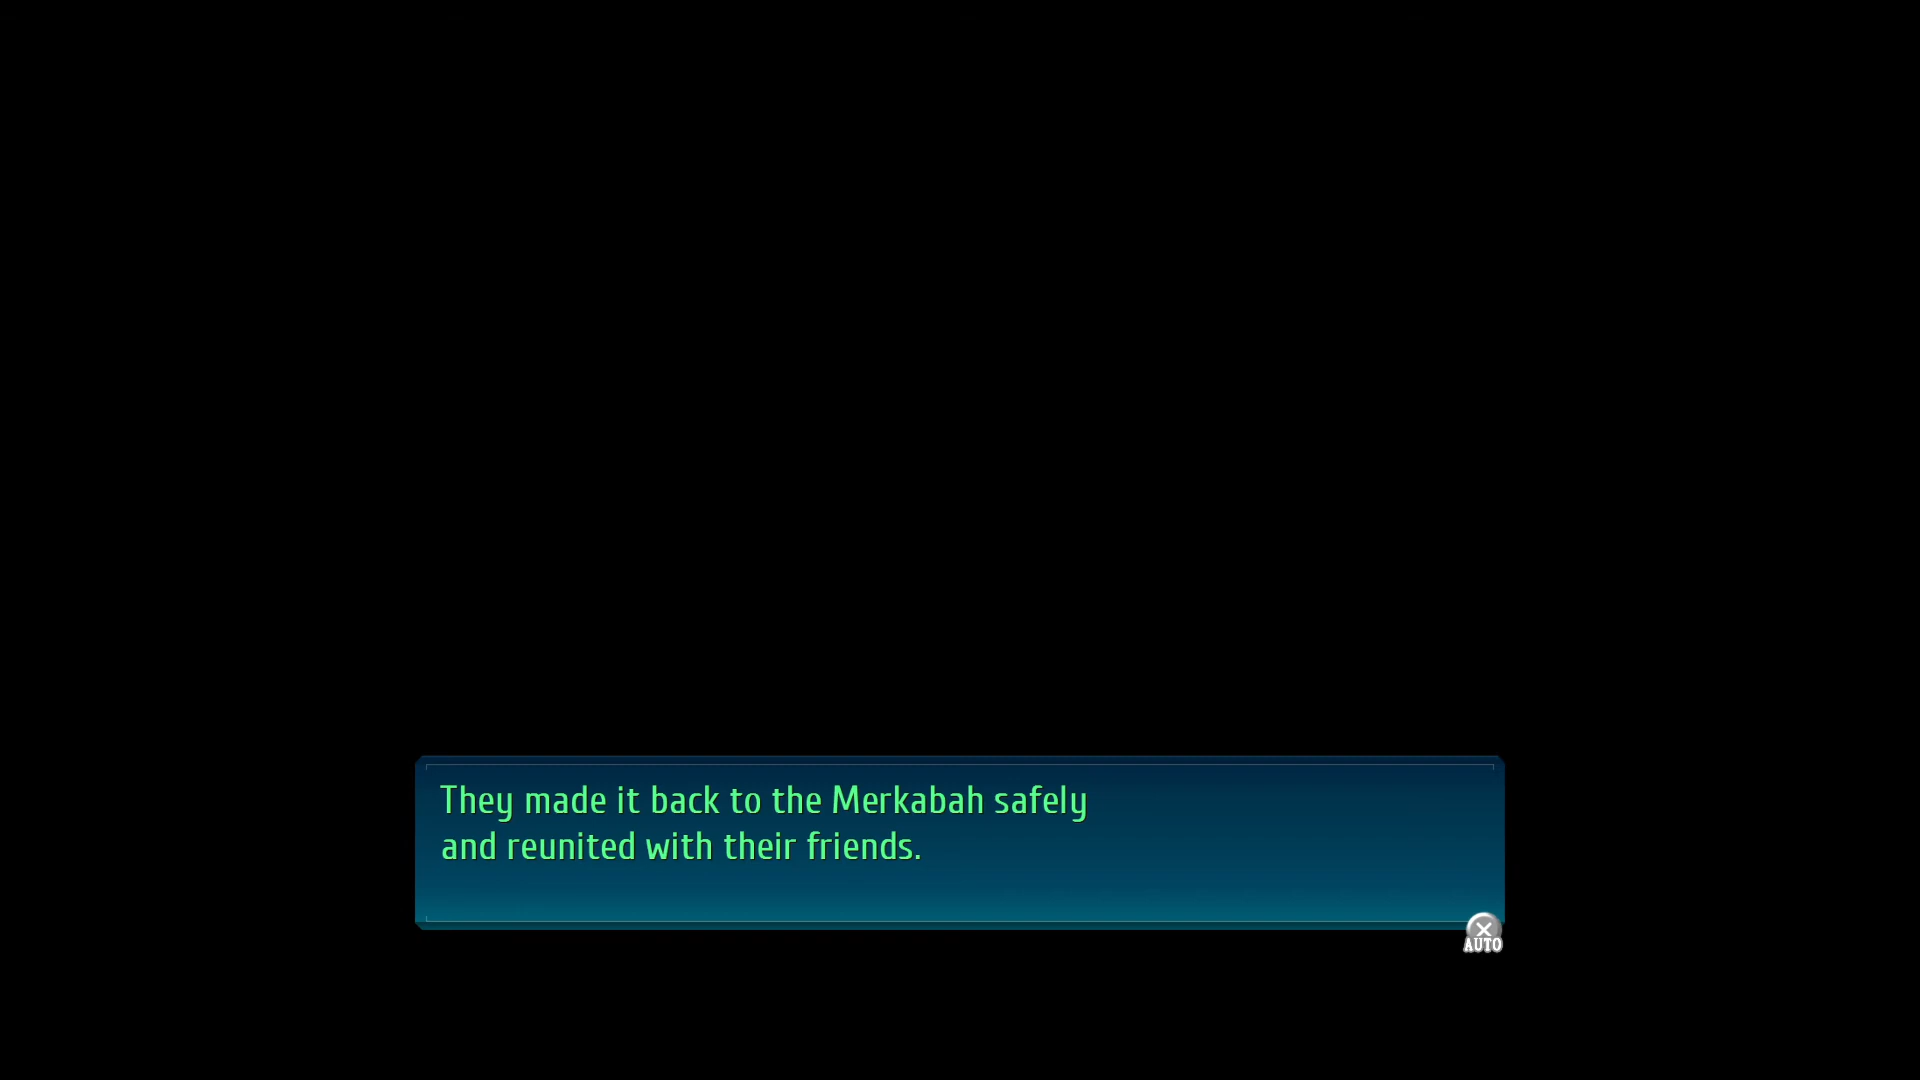 They made it back to the Merkabah safely
and reunited with their friends.
AUTO